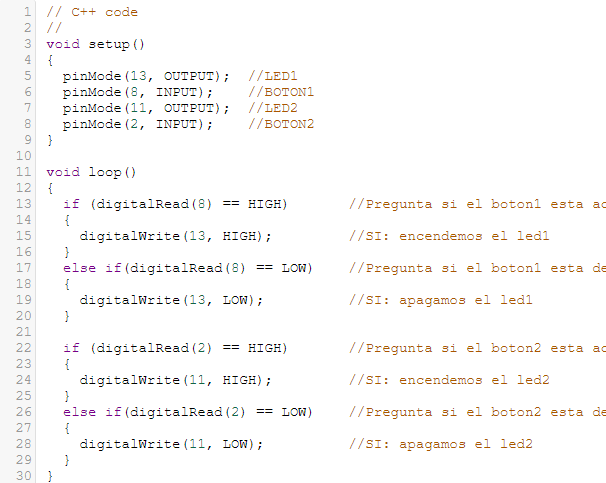 1 // C++ code
2 //
3 void setup()
4 {
5   pinMode(13, OUTPUT);  //LED1
6   pinMode(8, INPUT);    //BOTON1
7   pinMode(11, OUTPUT);  //LED2
8   pinMode(2, INPUT);    //BOTON2
9 }
10
11 void loop()
12 {
13   if (digitalRead(8) == HIGH)       //Pregunta si el boton1 esta ac
14   {
15     digitalWrite(13, HIGH);         //SI: encendemos el led1
16   }
17   else if(digitalRead(8) == LOW)    //Pregunta si el boton1 esta de
18   {
19     digitalWrite(13, LOW);          //SI: apagamos el led1
20   }
21
22   if (digitalRead(2) == HIGH)       //Pregunta si el boton2 esta ac
23   {
24     digitalWrite(11, HIGH);         //SI: encendemos el led2
25   }
26   else if(digitalRead(2) == LOW)    //Pregunta si el boton2 esta de
27   {
28     digitalWrite(11, LOW);          //SI: apagamos el led2
29   }
30 }